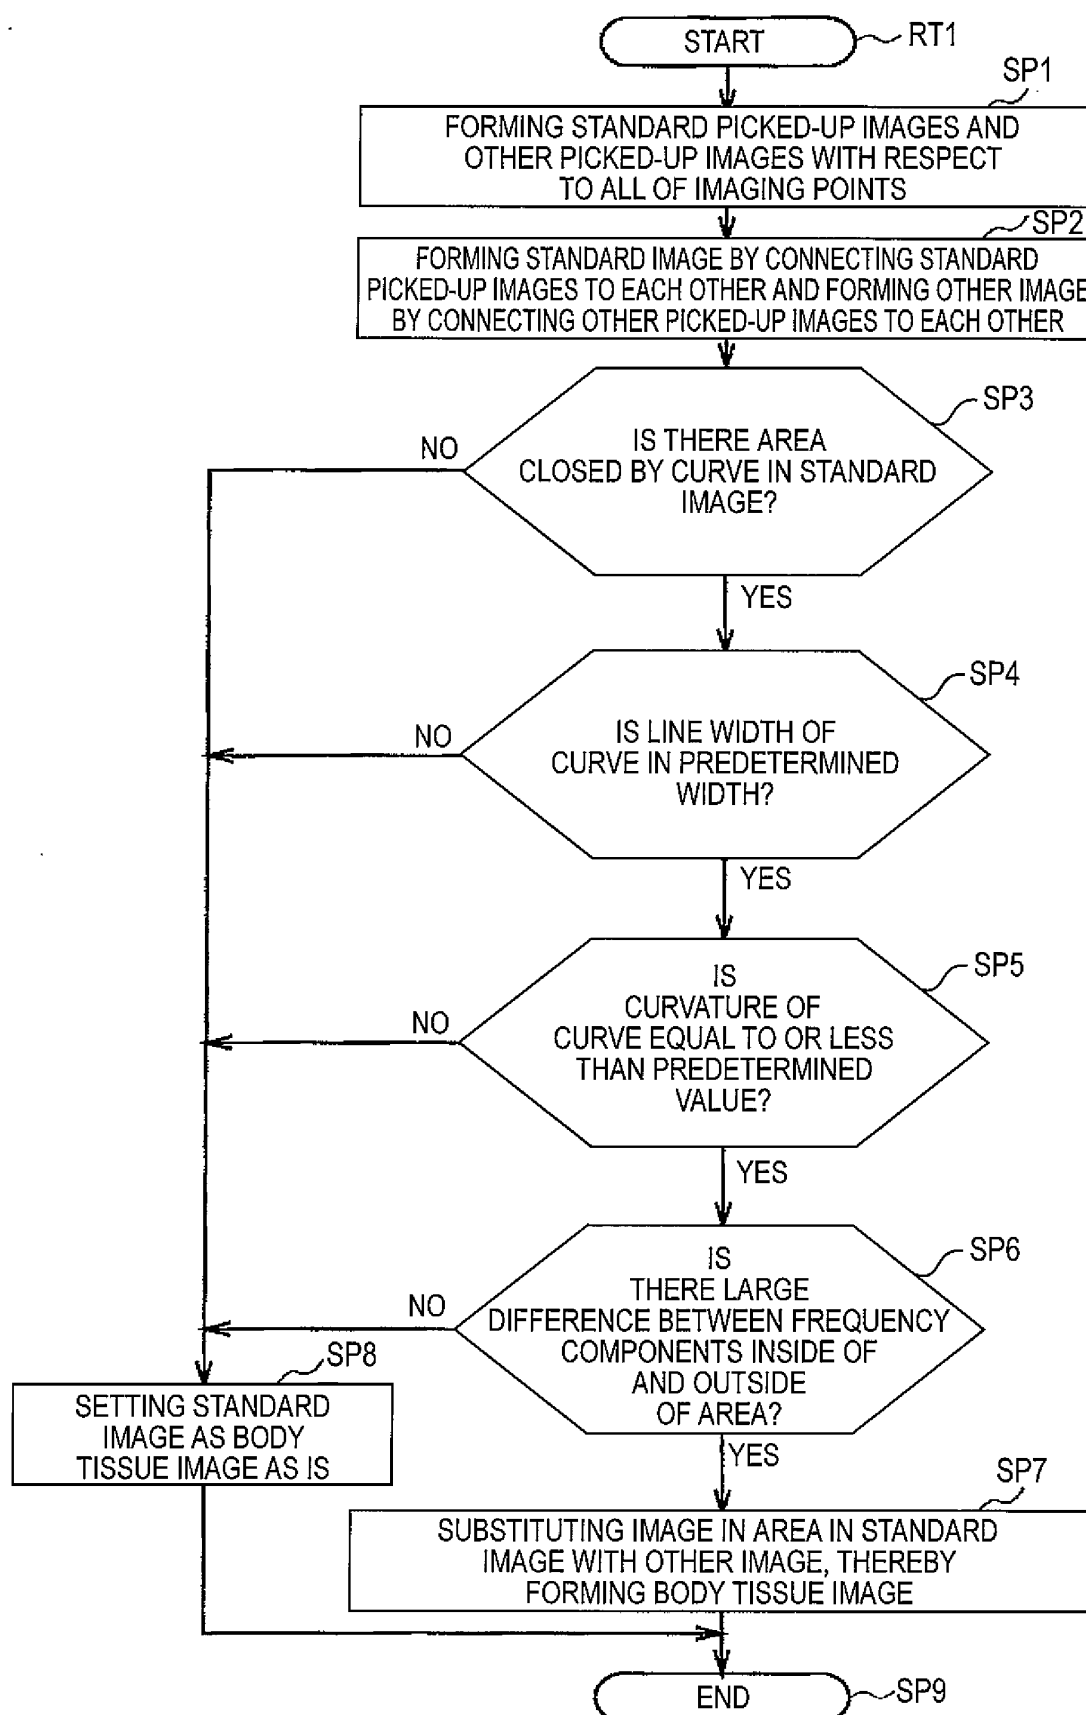 START
RT1
SP1
FORMING STANDARD PICKED-UP IMAGES AND
OTHER PICKED-UP IMAGES WITH RESPECT
TO ALL OF IMAGING POINTS
SP2
FORMING STANDARD IMAGE BY CONNECTING STANDARD
PICKED-UP IMAGES TO EACH OTHER AND FORMING OTHER IMAGE
BY CONNECTING OTHER PICKED-UP IMAGES TO EACH OTHER
SP3
NO
IS THERE AREA
CLOSED BY CURVE IN STANDARD
IMAGE?
YES
SP4
NO
IS LINE WIDTH OF
CURVE IN PREDETERMINED
WIDTH?
YES
SP5
NO
IS
CURVATURE OF
CURVE EQUAL TO OR LESS
THAN PREDETERMINED
VALUE?
YES
SP6
NO
IS
THERE LARGE
DIFFERENCE BETWEEN FREQUENCY
COMPONENTS INSIDE OF
AND OUTSIDE
OF AREA?
YES
SP8
SETTING STANDARD
IMAGE AS BODY
TISSUE IMAGE AS IS
SP7
SUBSTITUTING IMAGE IN AREA IN STANDARD
IMAGE WITH OTHER IMAGE, THEREBY
FORMING BODY TISSUE IMAGE
END
SP9